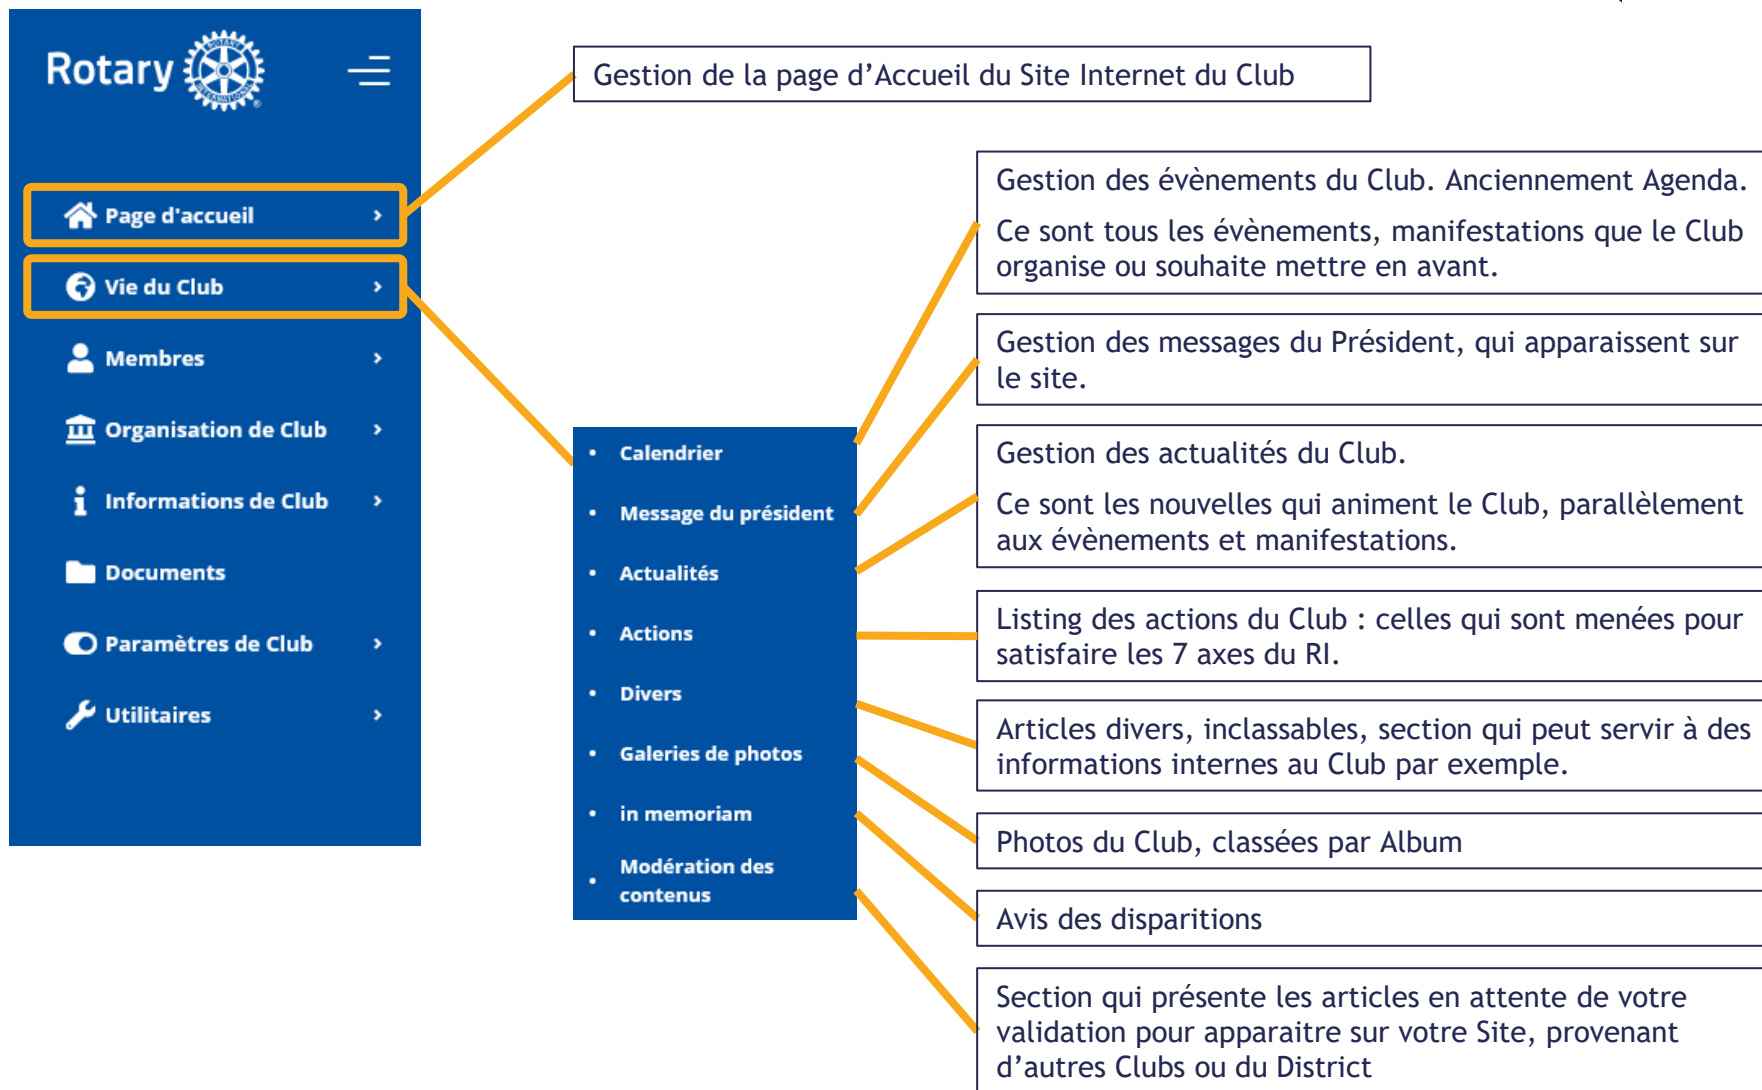 Rotary
Page d'accueil
Vie du Club
Membres
Organisation de Club
Informations de Club
Documents
Paramètres de Club
Utilitaires
Gestion de la page d’Accueil du Site Internet du Club
Calendrier
Message du président
Actualités
Actions
Divers
Galeries de photos
in memoriam
Modération des
contenus
Gestion des évènements du Club. Anciennement Agenda.
Ce sont tous les évènements, manifestations que le Club
organise ou souhaite mettre en avant.
Gestion des messages du Président, qui apparaissent sur
le site.
Gestion des actualités du Club.
Ce sont les nouvelles qui animent le Club, parallèlement
aux évènements et manifestations.
Listing des actions du Club : celles qui sont menées pour
satisfaire les 7 axes du RI.
Articles divers, inclassables, section qui peut servir à des
informations internes au Club par exemple.
Photos du Club, classées par Album
Avis des disparitions
Section qui présente les articles en attente de votre
validation pour apparaitre sur votre Site, provenant
d’autres Clubs ou du District